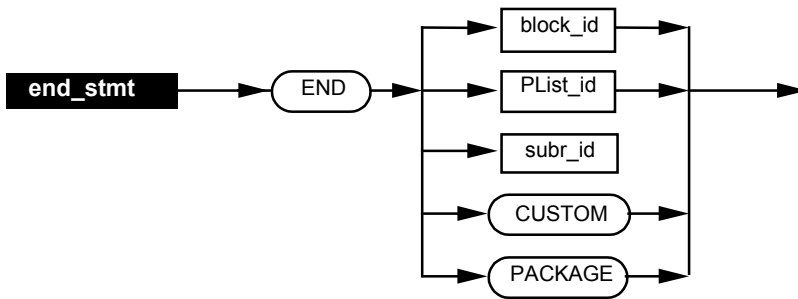 block_id
end_stmt END PList_id
subr_id
CUSTOM
PACKAGE